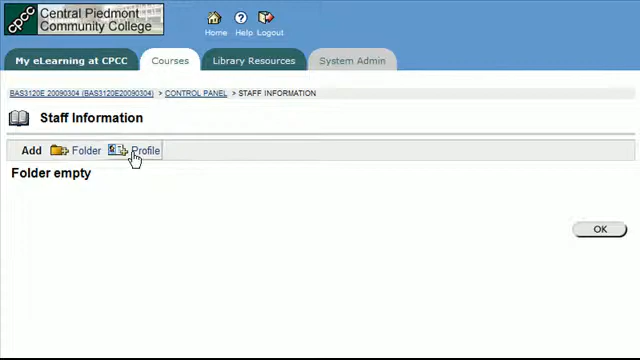 cpcc Central Piedmont
Community College
Home Help Logout
My eLearning at CPCC Courses Library Resources System Admin
BAS3120E 20090304 (BAS3120E20090304) > CONTROL PANEL > STAFF INFORMATION
Staff Information
Add Folder Profile
Folder empty
OK